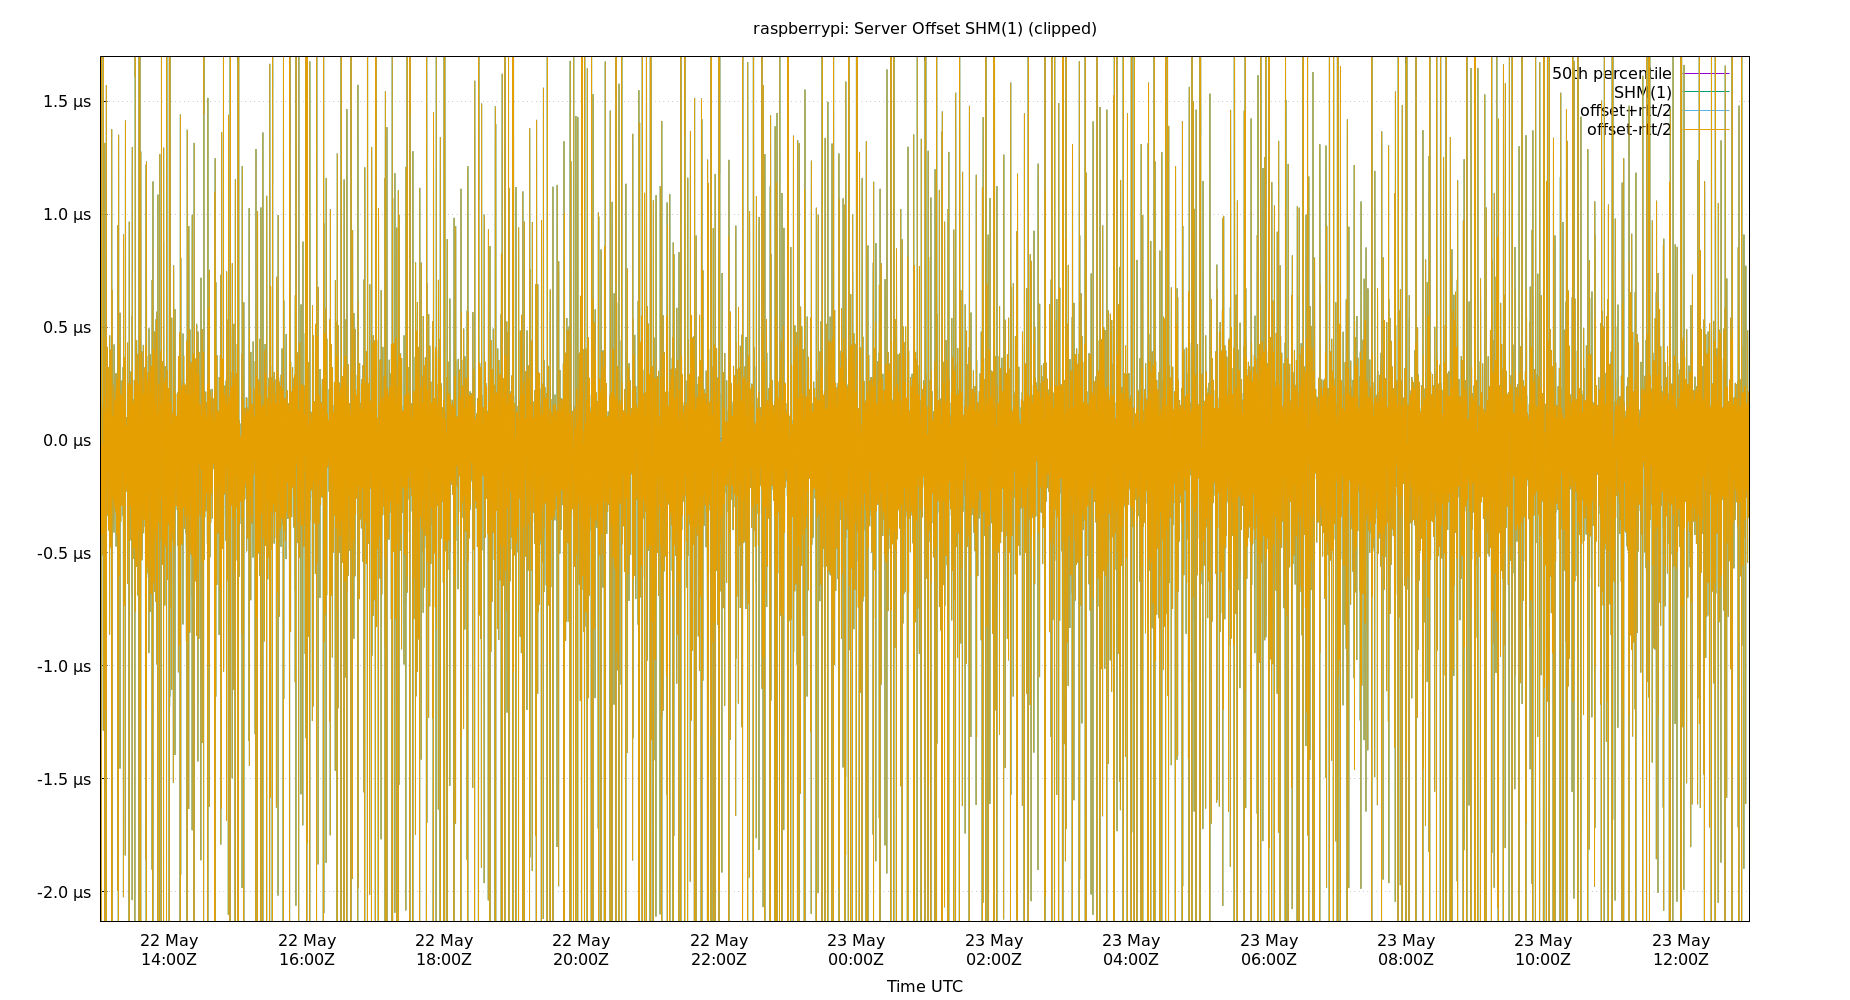 raspberrypi: Server Offset SHM(1) (clipped)
50th percentile
SHM(1)
offset+rtt/2
offset-rtt/2
1.5 µs
1.0 µs
0.5 µs
0.0 µs
-0.5 µs
-1.0 µs
-1.5 µs
-2.0 µs
22 May 22 May 22 May 22 May 22 May 23 May 23 May 23 May 23 May 23 May 23 May 23 May
14:00Z 16:00Z 18:00Z 20:00Z 22:00Z 00:00Z 02:00Z 04:00Z 06:00Z 08:00Z 10:00Z 12:00Z
Time UTC